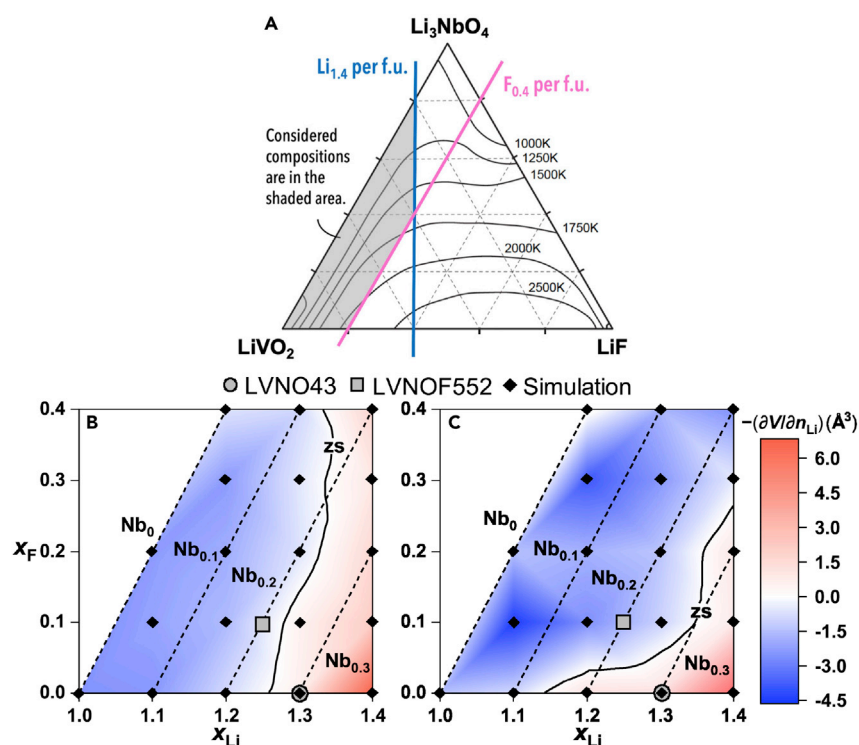 A
Li₃NbO₄
Li₁.₄ per f.u.
F₀.₄ per f.u.
Considered
compositions
are in the
shaded area.
1000K
1250K
1500K
1750K
2000K
2500K
LiVO₂
LiF
LVNO43 LVNOF552 Simulation
B
0.4
0.3
0.2
0.1
0.0
x_F
zs
Nb₀
Nb₀.₁
Nb₀.₂
Nb₀.₃
1.0 1.1 1.2 1.3 1.4
x_Li
C
Nb₀
Nb₀.₁
Nb₀.₂
zs
Nb₀.₃
1.0 1.1 1.2 1.3 1.4
x_Li
−(∂V/∂n_Li) (Å³)
6.0
4.5
3.0
1.5
0.0
-1.5
-3.0
-4.5